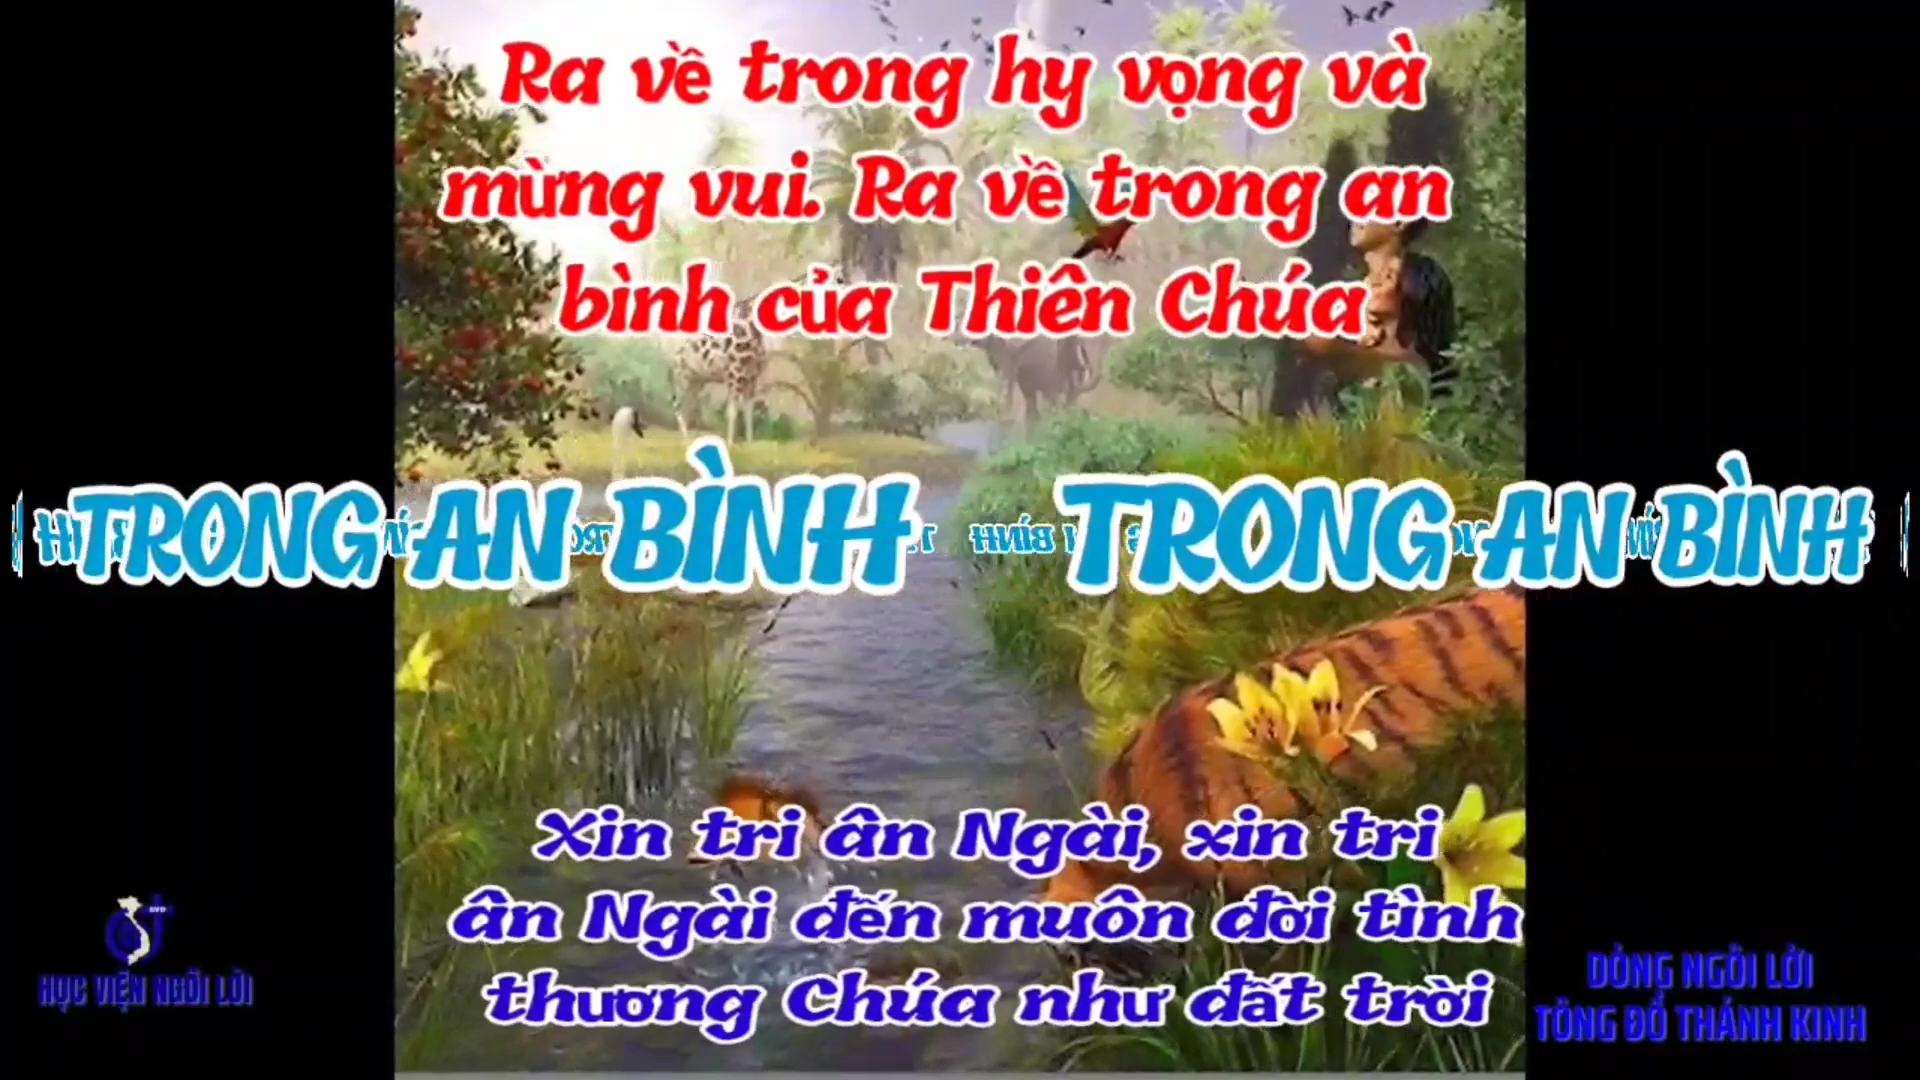 Ra về trong hy vọng và
mừng vui. Ra về trong an
bình của Thiên Chúa
TRONG AN BÌNH TRONG AN BÌNH
Xin tri ân Ngài, xin tri
ân Ngài đến muôn đời tình
thương Chúa như đất trời
HỌC VIỆN NGÔI LỜI
DÒNG NGÔI LỜI
TÔNG ĐỒ THÁNH KINH